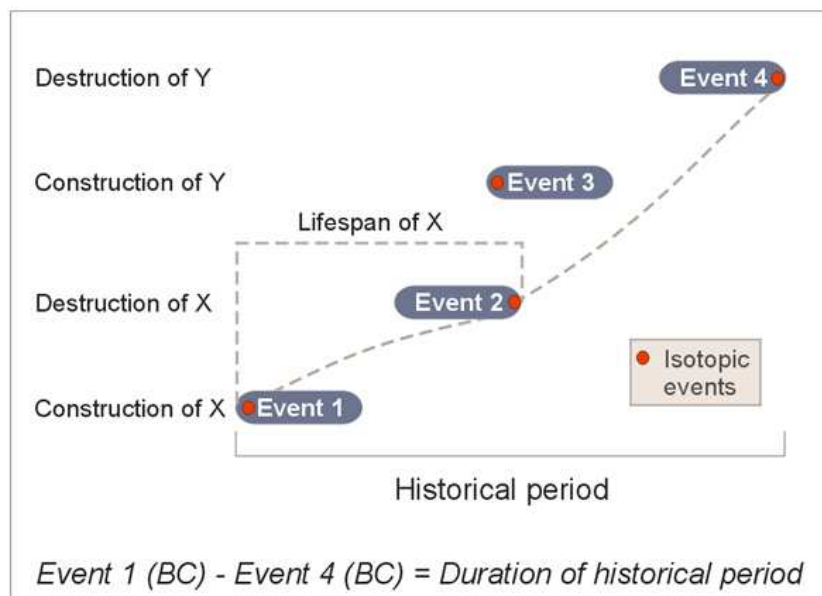 Destruction of Y
Event 4
Construction of Y
Event 3
Lifespan of X
Destruction of X
Event 2
Isotopic
events
Construction of X
Event 1
Historical period
Event 1 (BC) - Event 4 (BC) = Duration of historical period